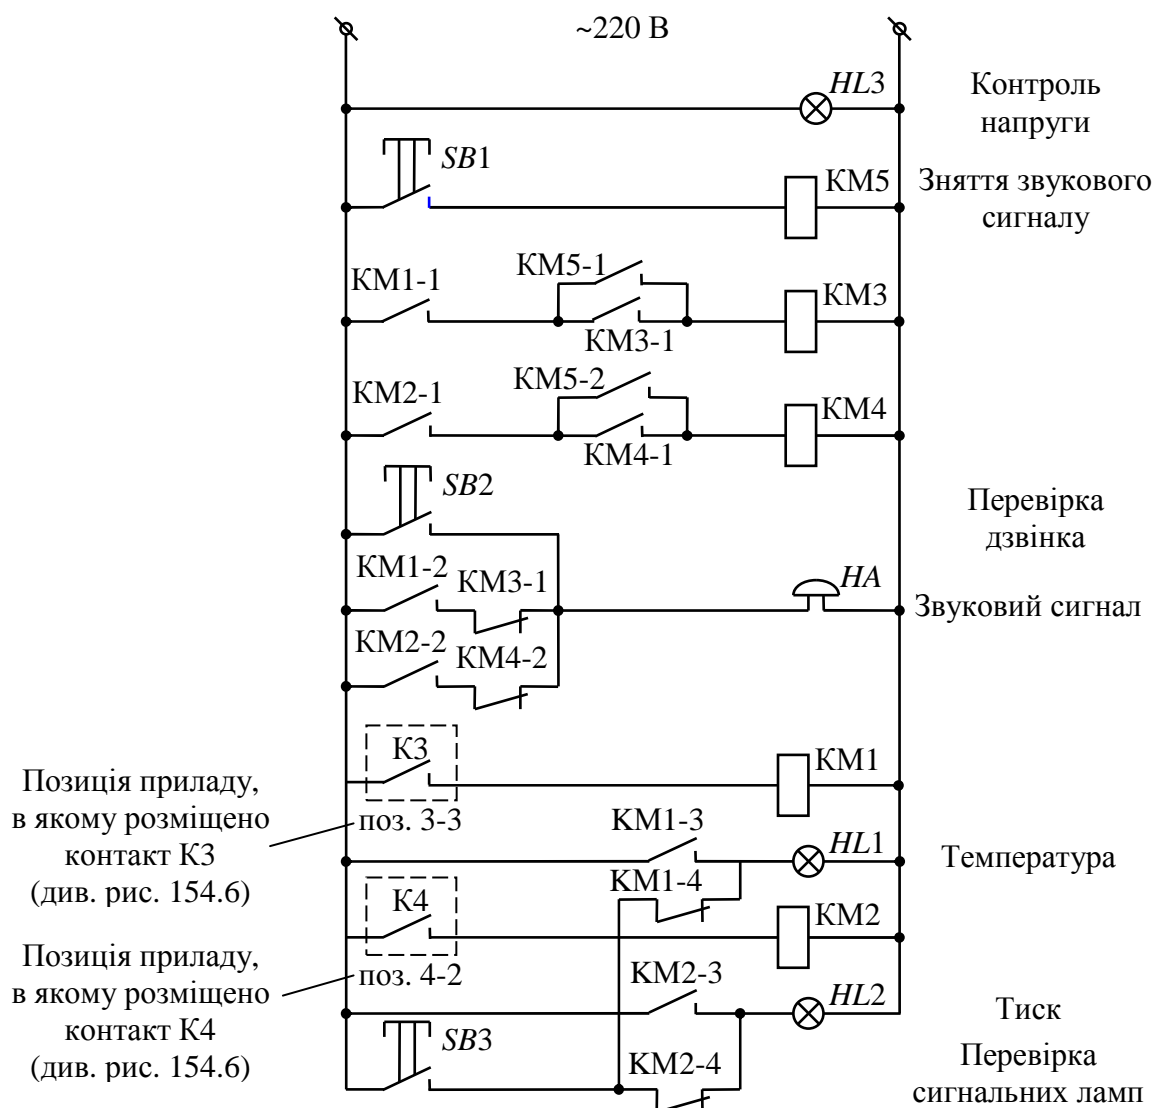 ~220 В
HL3
Контроль
напруги
SB1
КМ5
Зняття звукового
сигналу
КМ1-1
КМ5-1
КМ3-1
КМ3
КМ2-1
КМ5-2
КМ4-1
КМ4
SB2
Перевірка
дзвінка
КМ1-2
КМ3-1
HA
Звуковий сигнал
КМ2-2
КМ4-2
К3
КМ1
Позиція приладу,
в якому розміщено
контакт К3
(див. рис. 154.6)
поз. 3-3
КМ1-3
HL1
Температура
КМ1-4
К4
КМ2
Позиція приладу,
в якому розміщено
контакт К4
(див. рис. 154.6)
поз. 4-2
КМ2-3
HL2
Тиск
SB3
КМ2-4
Перевірка
сигнальних ламп